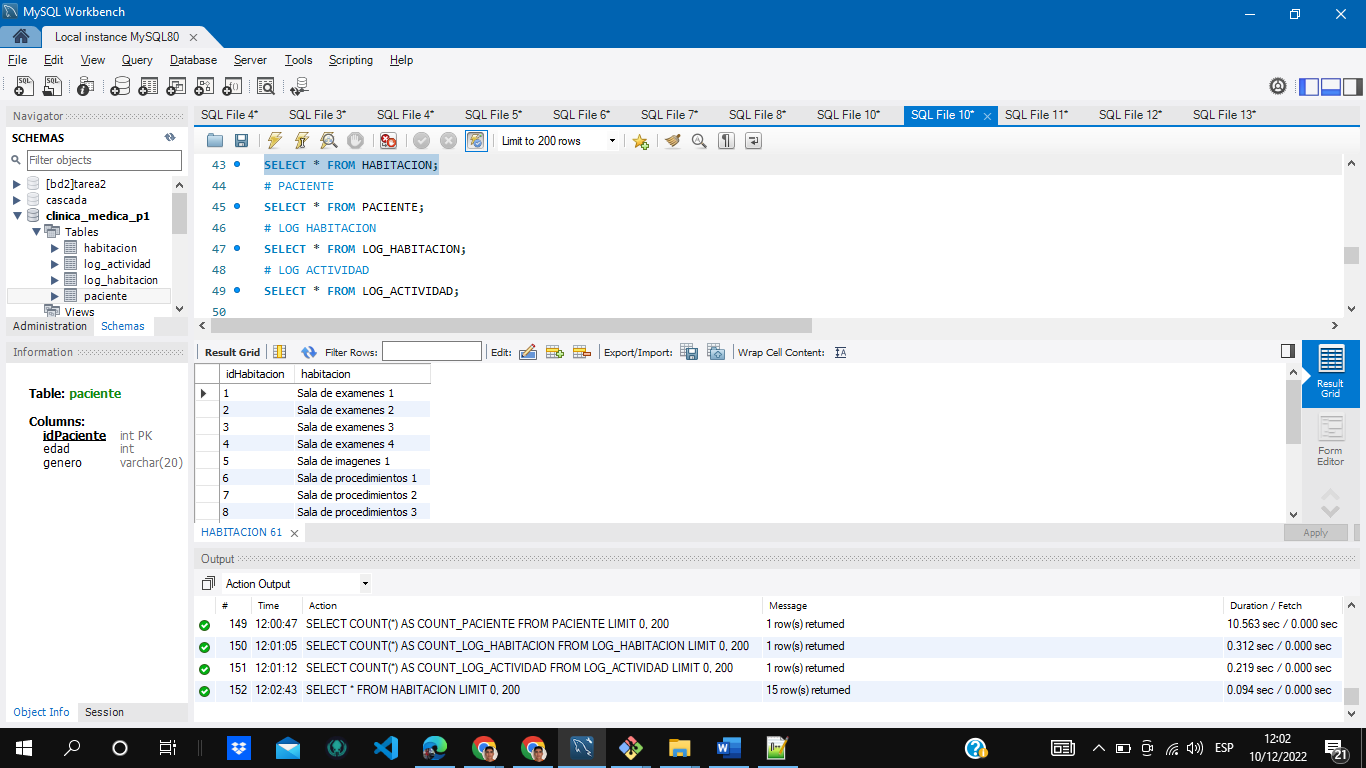 MySQL Workbench
Local instance MySQL80
File Edit View Query Database Server Tools Scripting Help
Navigator
SCHEMAS
Filter objects
[bd2]tarea2
cascada
clinica_medica_p1
Tables
habitacion
log_actividad
log_habitacion
paciente
Views
Administration Schemas
Information
Table: paciente
Columns:
idPaciente int PK
edad int
genero varchar(20)
Object Info Session
SQL File 4* SQL File 3* SQL File 4* SQL File 5* SQL File 6* SQL File 7* SQL File 8* SQL File 10* SQL File 10* SQL File 11* SQL File 12* SQL File 13*
Limit to 200 rows
43 SELECT * FROM HABITACION;
44 # PACIENTE
45 SELECT * FROM PACIENTE;
46 # LOG HABITACION
47 SELECT * FROM LOG_HABITACION;
48 # LOG ACTIVIDAD
49 SELECT * FROM LOG_ACTIVIDAD;
50
Result Grid Filter Rows: Edit: Export/Import: Wrap Cell Content:
idHabitacion habitacion
1 Sala de examenes 1
2 Sala de examenes 2
3 Sala de examenes 3
4 Sala de examenes 4
5 Sala de imagenes 1
6 Sala de procedimientos 1
7 Sala de procedimientos 2
8 Sala de procedimientos 3
Result
Grid
Form
Editor
HABITACION 61
Apply
Output
Action Output
# Time Action Message Duration / Fetch
149 12:00:47 SELECT COUNT(*) AS COUNT_PACIENTE FROM PACIENTE LIMIT 0, 200 1 row(s) returned 10.563 sec / 0.000 sec
150 12:01:05 SELECT COUNT(*) AS COUNT_LOG_HABITACION FROM LOG_HABITACION LIMIT 0, 200 1 row(s) returned 0.312 sec / 0.000 sec
151 12:01:12 SELECT COUNT(*) AS COUNT_LOG_ACTIVIDAD FROM LOG_ACTIVIDAD LIMIT 0, 200 1 row(s) returned 0.219 sec / 0.000 sec
152 12:02:43 SELECT * FROM HABITACION LIMIT 0, 200 15 row(s) returned 0.094 sec / 0.000 sec
ESP
12:02
10/12/2022
21